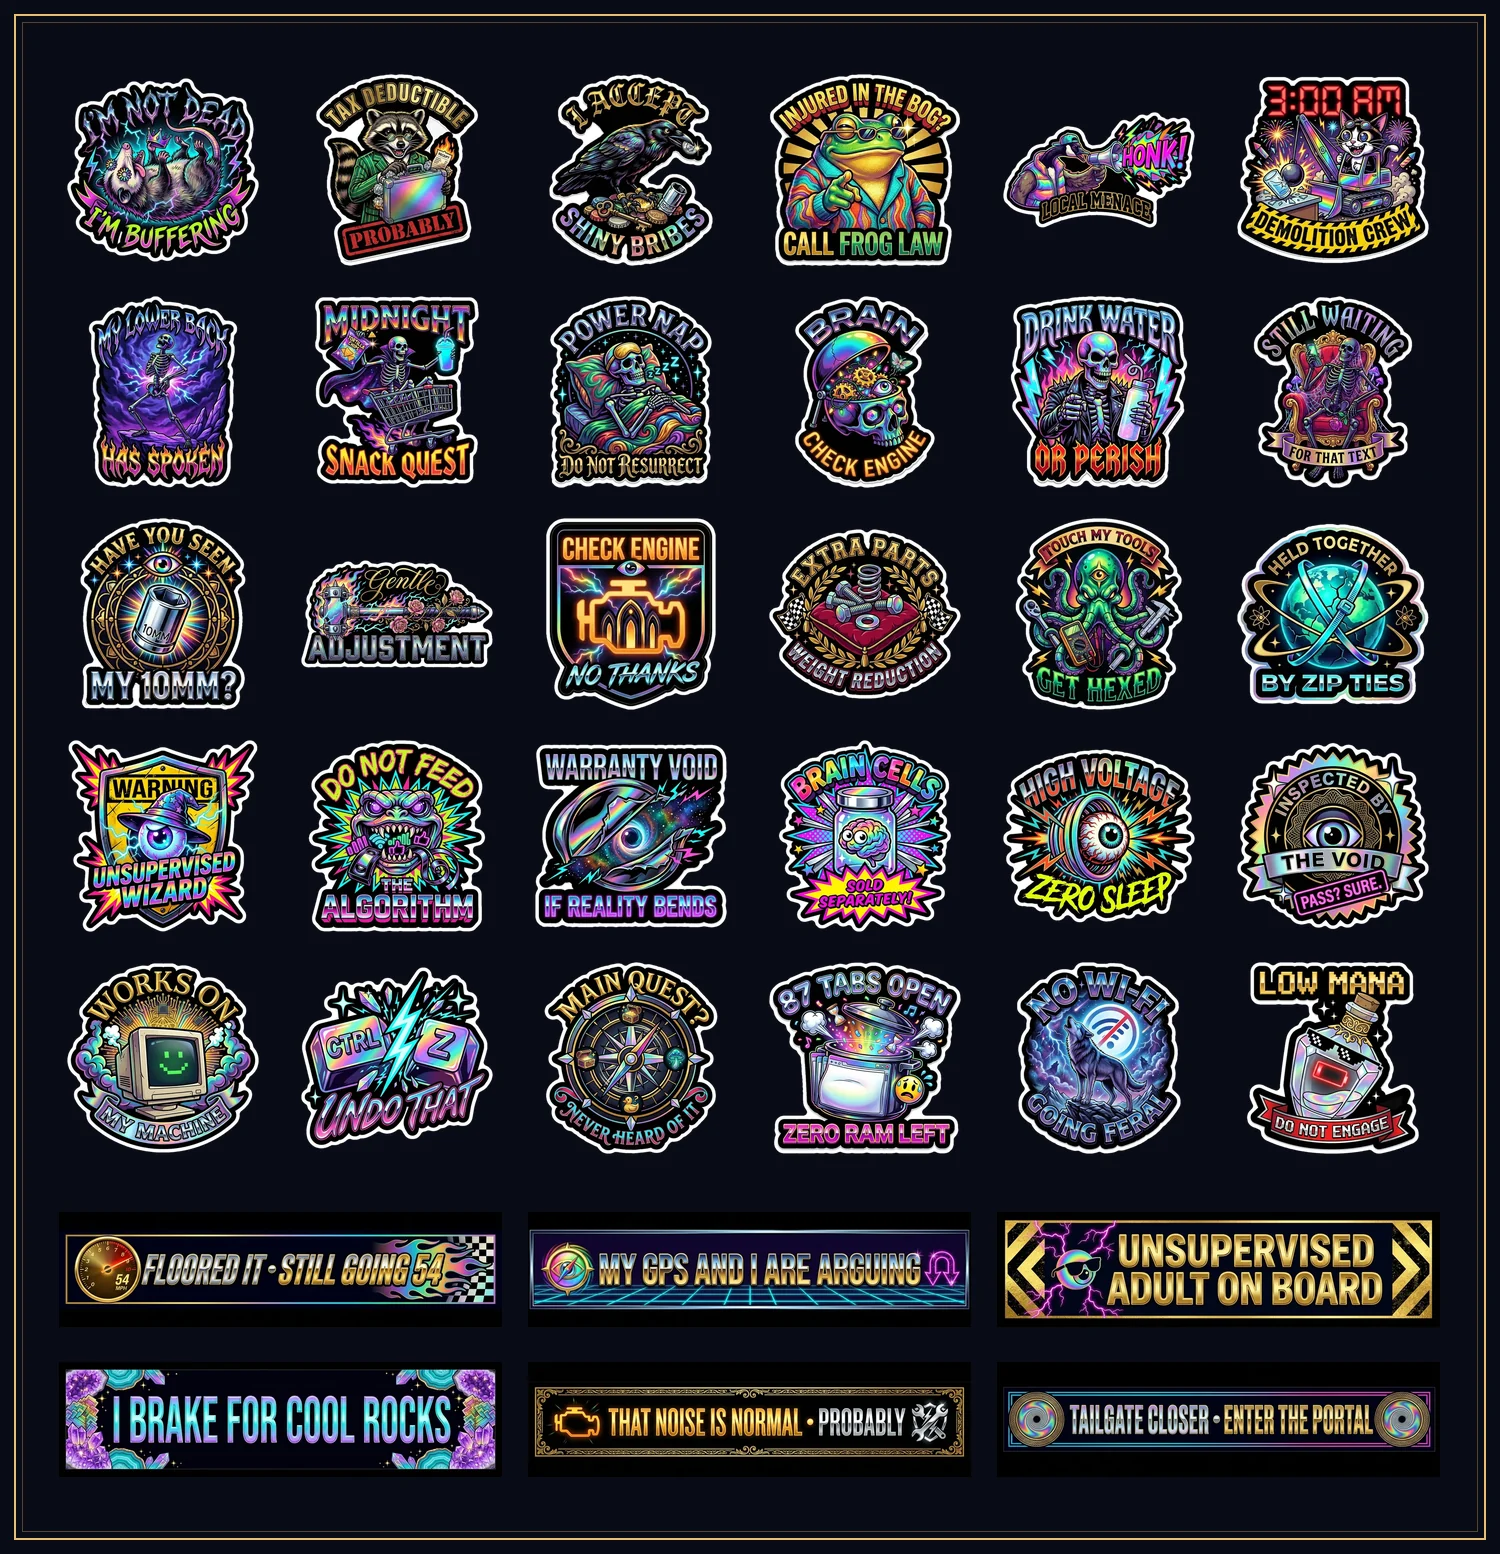 I'M NOT DEAD
I'M BUFFERING
TAX DEDUCTIBLE
PROBABLY
I ACCEPT
SHINY BRIBES
INJURED IN THE BOG?
CALL FROG LAW
HONK!
LOCAL MENACE
3:00 AM
DEMOLITION CREW
MY LOWER BACK
HAS SPOKEN
MIDNIGHT
SNACK QUEST
POWER NAP
ZZZZ
DO NOT RESURRECT
BRAIN
CHECK ENGINE
DRINK WATER
OR PERISH
STILL WAITING
FOR THAT TEXT
HAVE YOU SEEN
10MM
MY 10MM?
Gentle
ADJUSTMENT
CHECK ENGINE
NO THANKS
EXTRA PARTS
WEIGHT REDUCTION
TOUCH MY TOOLS
GET HEXED
HELD TOGETHER
BY ZIP TIES
WARNING
UNSUPERVISED
WIZARD
DO NOT FEED
THE
ALGORITHM
WARRANTY VOID
IF REALITY BENDS
BRAIN CELLS
SOLD
SEPARATELY!
HIGH VOLTAGE
ZERO SLEEP
INSPECTED BY
THE VOID
PASS? SURE.
WORKS ON
MY MACHINE
CTRL
Z
UNDO THAT
MAIN QUEST?
NEVER HEARD OF IT
87 TABS OPEN
ZERO RAM LEFT
NO WI-FI
GOING FERAL
LOW MANA
DO NOT ENGAGE
54
MPH
FLOORED IT • STILL GOING 54
MY GPS AND I ARE ARGUING
UNSUPERVISED
ADULT ON BOARD
I BRAKE FOR COOL ROCKS
THAT NOISE IS NORMAL • PROBABLY
TAILGATE CLOSER • ENTER THE PORTAL